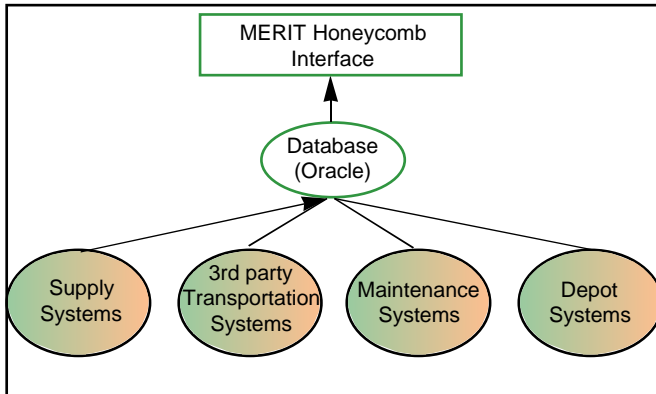 MERIT Honeycomb
Interface
Database
(Oracle)
Supply
Systems
3rd party
Transportation
Systems
Maintenance
Systems
Depot
Systems